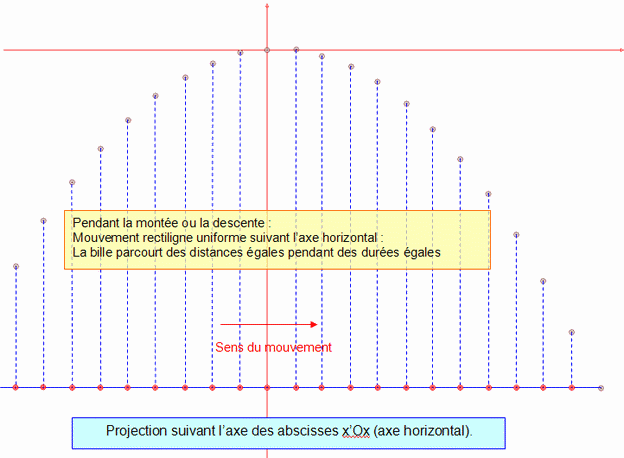 Pendant la montée ou la descente :
Mouvement rectiligne uniforme suivant l'axe horizontal :
La bille parcourt des distances égales pendant des durées égales
Sens du mouvement
Projection suivant l'axe des abscisses x'Ox (axe horizontal).